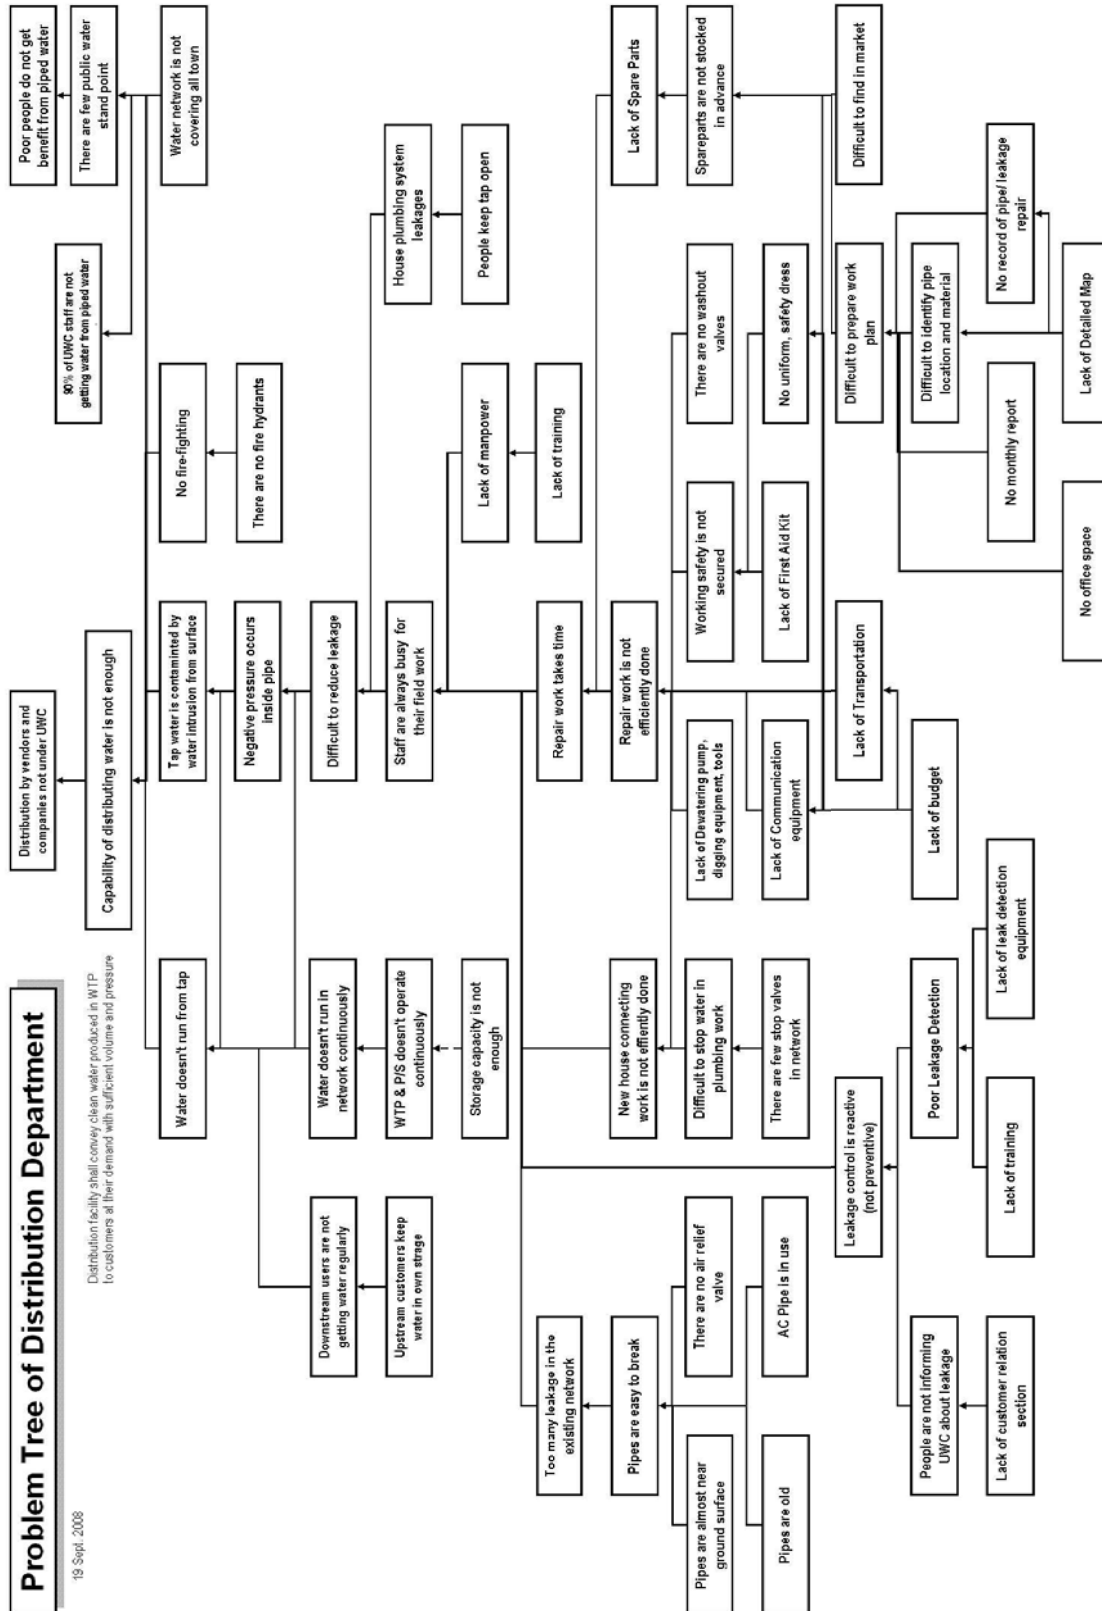 Problem Tree of Distribution Department
19 Sept. 2008
Distribution facility shall convey clean water produced in WTP
to customers at their demand with sufficient volume and pressure
Distribution by vendors and
companies not under UWC
Poor people do not get
benefit from piped water
Capability of distributing water is not enough
90% of UWC staff are not
getting water from piped water
There are few public water
stand point
Water doesn't run from tap
Tap water is contaminted by
water intrusion from surface
No fire-fighting
Water network is not
covering all town
Negative pressure occurs
inside pipe
There are no fire hydrants
Downstream users are not
getting water regularly
Water doesn't run in
network continuously
Difficult to reduce leakage
Upstream customers keep
water in own strage
WTP & P/S doesn't operate
continuously
Staff are always busy for
their field work
House plumbing system
leakages
Storage capacity is not
enough
Lack of manpower
People keep tap open
Too many leakage in the
existing network
Repair work takes time
Lack of training
Pipes are easy to break
New house connecting
work is not effiently done
Repair work is not
efficiently done
Lack of Spare Parts
Pipes are almost near
ground surface
There are no air relief
valve
Difficult to stop water in
plumbing work
Lack of Dewatering pump,
digging equipment, tools
Working safety is not
secured
There are no washout
valves
Spareparts are not stocked
in advance
Pipes are old
AC Pipe is in use
There are few stop valves
in network
Lack of Communication
equipment
Lack of First Aid Kit
No uniform, safety dress
Leakage control is reactive
(not preventive)
Lack of Transportation
Difficult to prepare work
plan
Difficult to find in market
People are not informing
UWC about leakage
Poor Leakage Detection
Lack of budget
Difficult to identify pipe
location and material
Lack of customer relation
section
Lack of training
Lack of leak detection
equipment
No office space
No monthly report
No record of pipe/ leakage
repair
Lack of Detailed Map